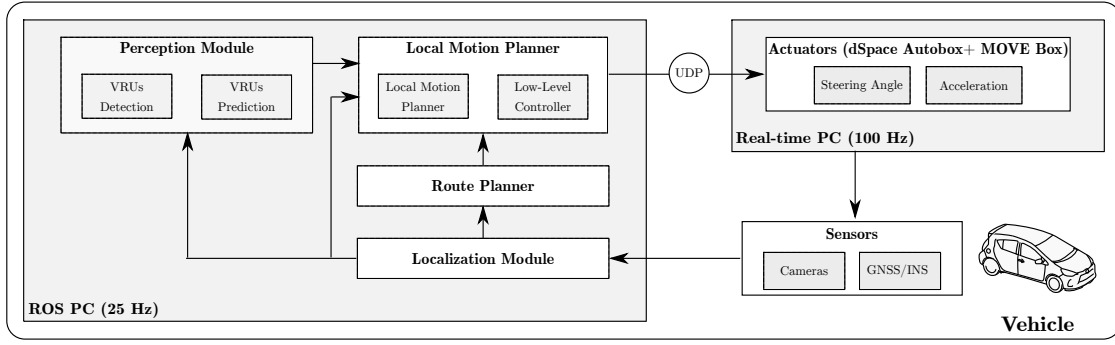 Perception Module
VRUs
Detection
VRUs
Prediction
Local Motion Planner
Local Motion
Planner
Low-Level
Controller
UDP
Actuators (dSpace Autobox+ MOVE Box)
Steering Angle
Acceleration
Real-time PC (100 Hz)
Route Planner
Localization Module
Sensors
Cameras
GNSS/INS
ROS PC (25 Hz)
Vehicle